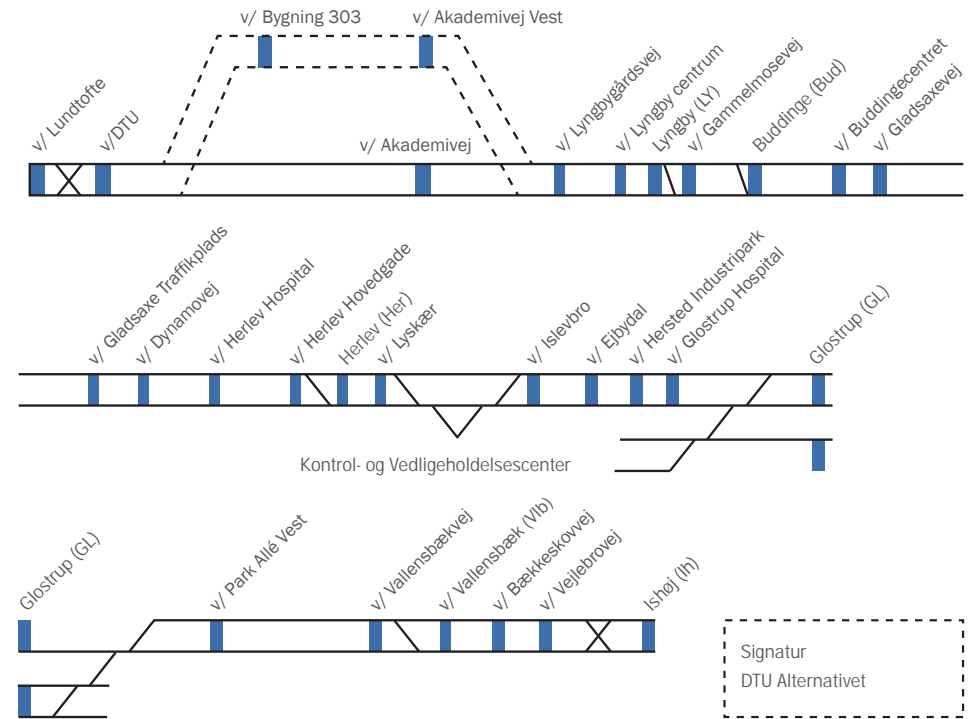 v/ Bygning 303
v/ Akademivej Vest
v/ Lundtofte
v/DTU
v/ Akademivej
v/ Lyngbygårdsvej
v/ Lyngby centrum
Lyngby (LY)
v/ Gammelmosevej
Buddinge (Bud)
v/ Buddingecentret
v/ Gladsaxevej
v/ Gladsaxe Traffikplads
v/ Dynamovej
v/ Herlev Hospital
v/ Herlev Hovedgade
Herlev (Her)
v/ Lyskær
v/ Islevbro
v/ Ejbydal
v/ Hersted Industripark
v/ Glostrup Hospital
Glostrup (GL)
Kontrol- og Vedligeholdelsescenter
Glostrup (GL)
v/ Park Allé Vest
v/ Vallensbækvej
v/ Vallensbæk (Vlb)
v/ Bækkeskovvej
v/ Vejlebrovej
Ishøj (Ih)
Signatur
DTU Alternativet